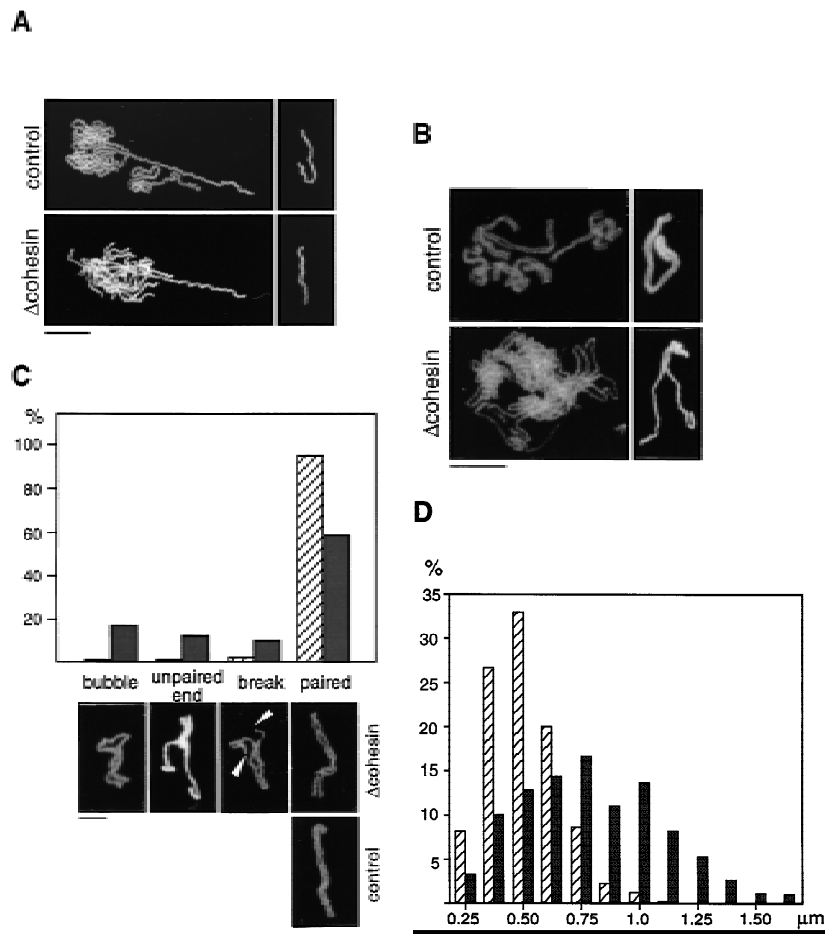 A
control
Δcohesin
B
control
Δcohesin
C
%
100
80
60
40
20
bubble unpaired end break paired
Δcohesin
control
D
%
35
30
25
20
15
10
5
0.25 0.50 0.75 1.0 1.25 1.50 μm